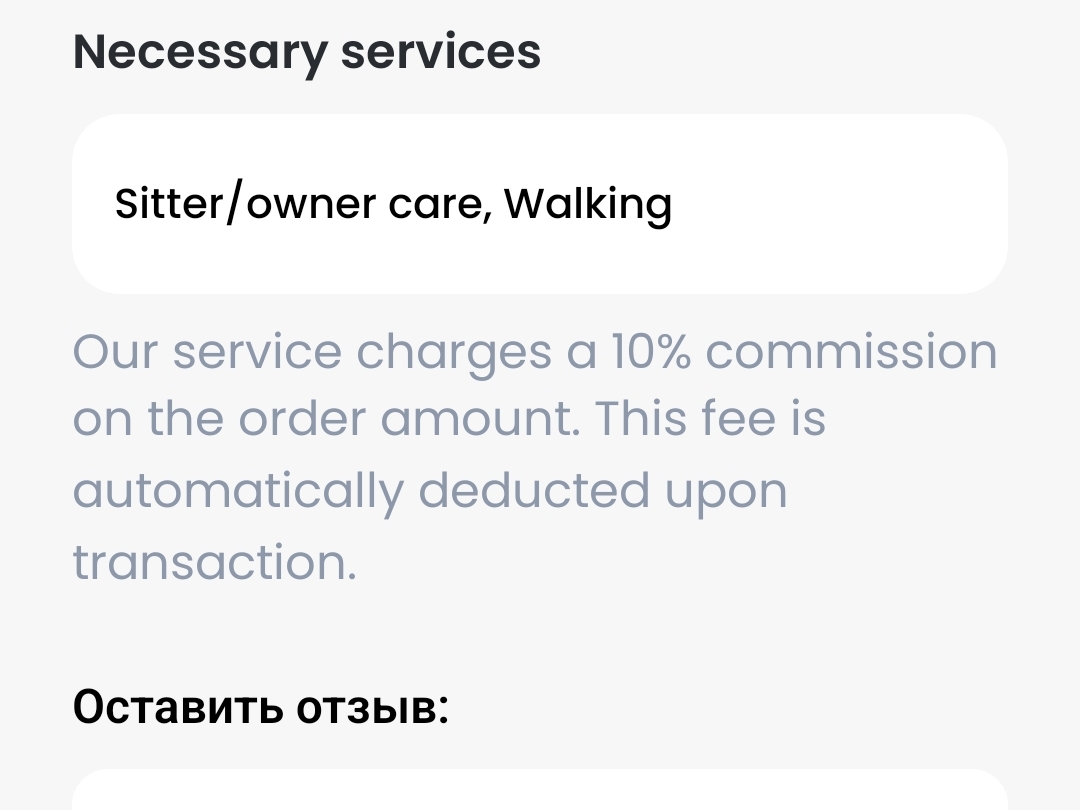 Necessary services
Sitter/owner care, Walking
Our service charges a 10% commission
on the order amount. This fee is
automatically deducted upon
transaction.
Оставить отзыв: